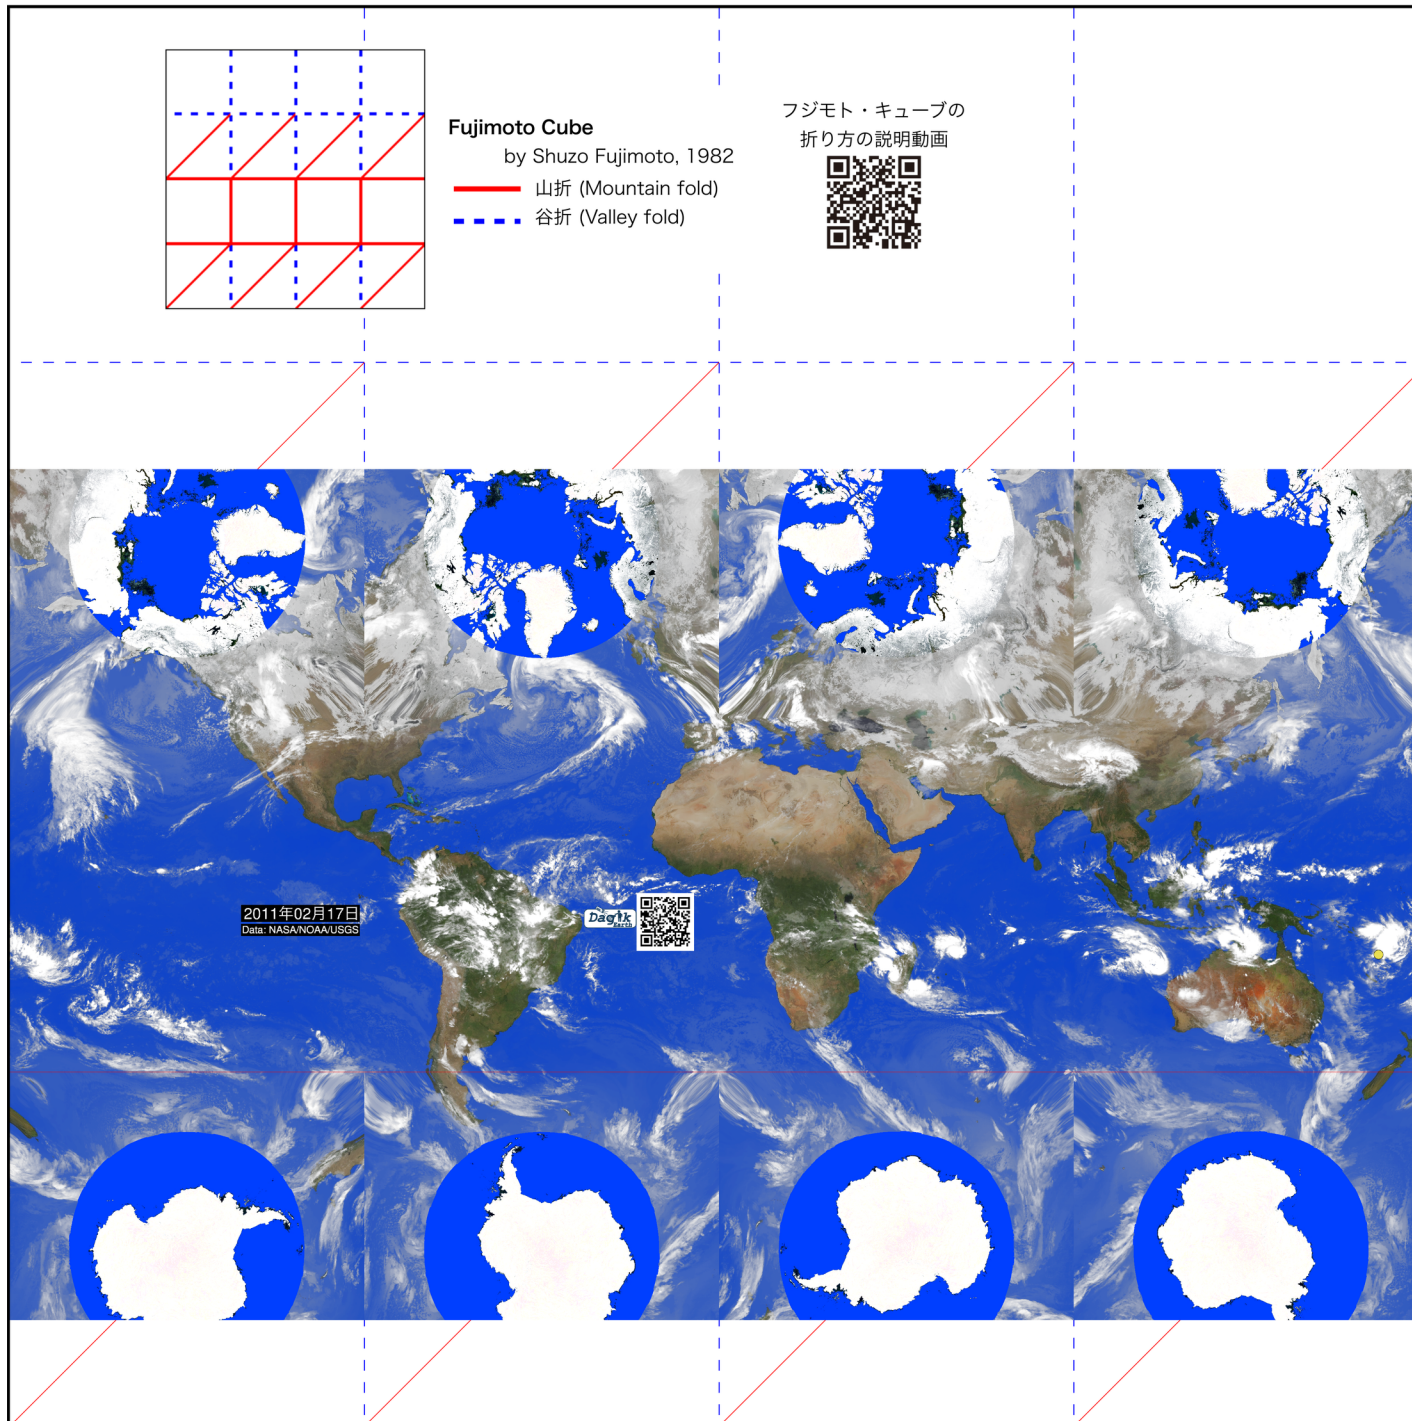 Fujimoto Cube
by Shuzo Fujimoto, 1982
山折 (Mountain fold)
谷折 (Valley fold)
フジモト・キューブの
折り方の説明動画
2011年02月17日
Data: NASA/NOAA/USGS
Dagik
Earth